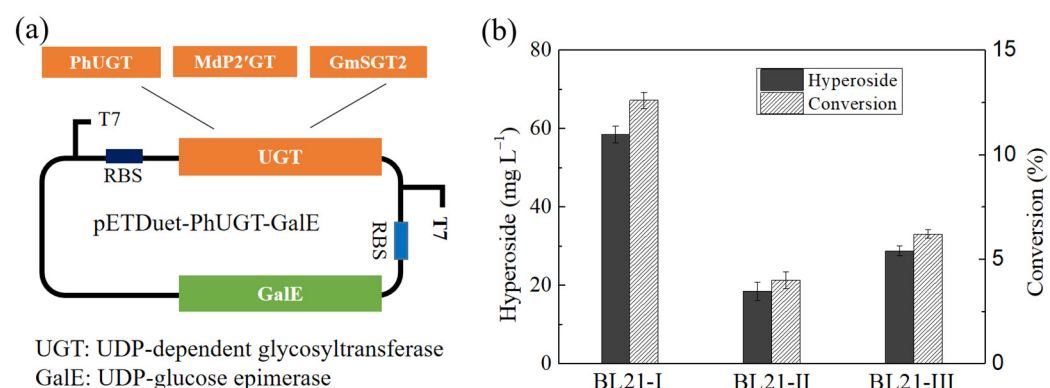 (a)
PhUGT MdP2′GT GmSGT2
T7
RBS
UGT
pETDuet-PhUGT-GalE
RBS
T7
GalE
UGT: UDP-dependent glycosyltransferase
GalE: UDP-glucose epimerase
(b)
Hyperoside
Conversion
80
60
40
20
0
Hyperoside (mg L⁻¹)
15
10
5
0
Conversion (%)
BL21-I BL21-II BL21-III